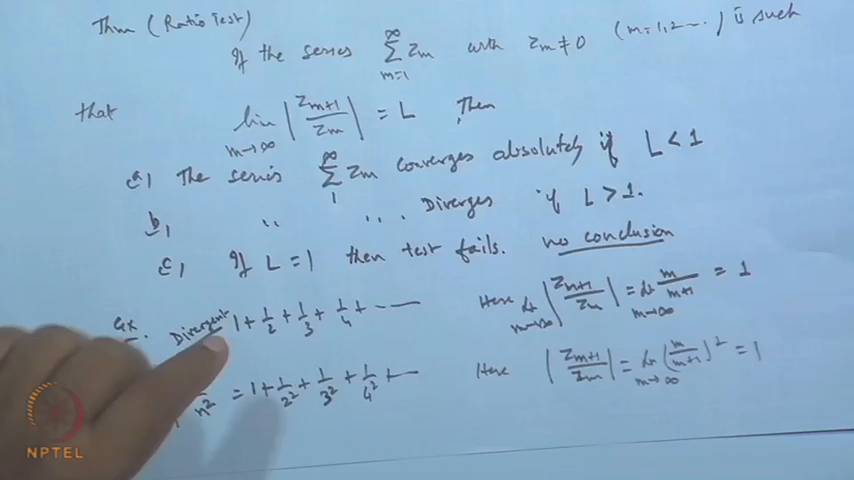 Thm (Ratio Test)
If the series ∑_{m=1}^{∞} z_m with z_m ≠ 0 (m=1,2-----) is such
that lim_{m→∞} |z_{m+1}/z_m| = L, Then
a) The series ∑_{1}^{∞} z_m converges absolutely if L < 1
b) " " . Diverges if L > 1.
c) If L = 1 then test fails. no conclusion
Ex. Divergent 1 + 1/2 + 1/3 + 1/4 + --- Here lt_{m→∞} |z_{m+1}/z_m| = lt_{m→∞} m/(m+1) = 1
1/n² = 1 + 1/2² + 1/3² + 1/4² + --- Here |z_{m+1}/z_m| = lt_{m→∞} (m/(m+1))² = 1
NPTEL